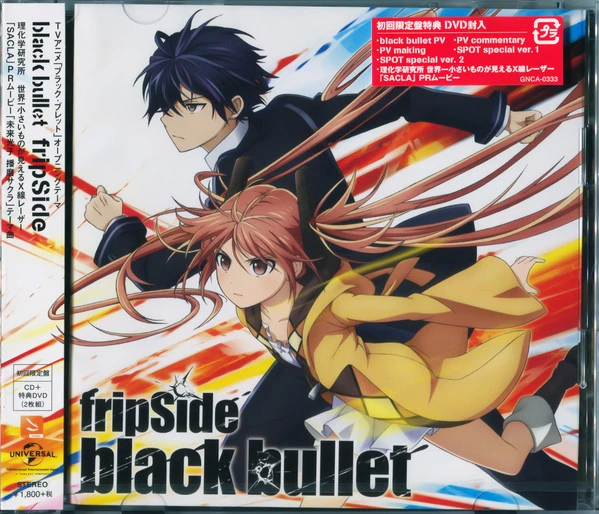 TVアニメ「ブラック・ブレット」オープニングテーマ
black bullet fripSide
理化学研究所 世界一小さいものが見えるX線レーザー
「SACLA」PRムービー「未来光子 播磨サクラ」テーマ曲
初回限定盤
CD+
特典DVD
(2枚組)
UNIVERSAL
STEREO
¥1,800+税
初回限定盤特典 DVD封入
・black bullet PV ・PV commentary
・PV making ・SPOT special ver. 1
・SPOT special ver. 2
・理化学研究所 世界一小さいものが見えるX線レーザー
「SACLA」PRムービー
プラ
GNCA-0333
fripSide
black bullet